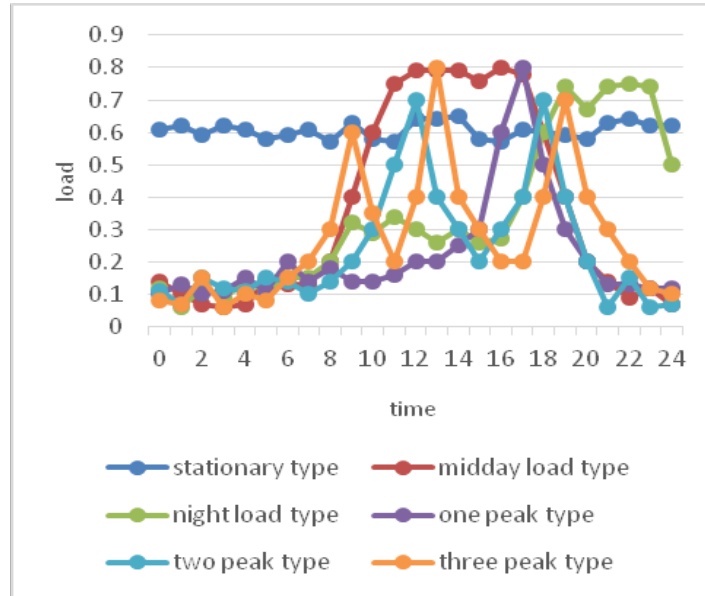 0.9
0.8
0.7
0.6
0.5
0.4
0.3
0.2
0.1
0
load
0 2 4 6 8 10 12 14 16 18 20 22 24
time
stationary type midday load type
night load type one peak type
two peak type three peak type